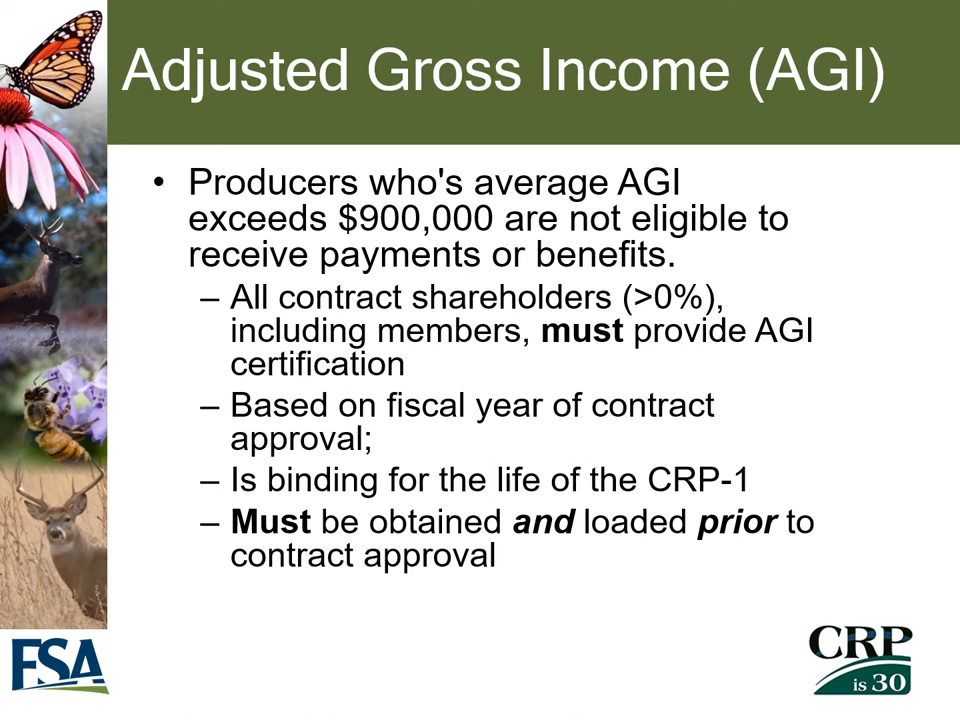 Adjusted Gross Income (AGI)
• Producers who's average AGI
exceeds $900,000 are not eligible to
receive payments or benefits.
– All contract shareholders (>0%),
including members, must provide AGI
certification
– Based on fiscal year of contract
approval;
– Is binding for the life of the CRP-1
– Must be obtained and loaded prior to
contract approval
FSA
CRP
is 30